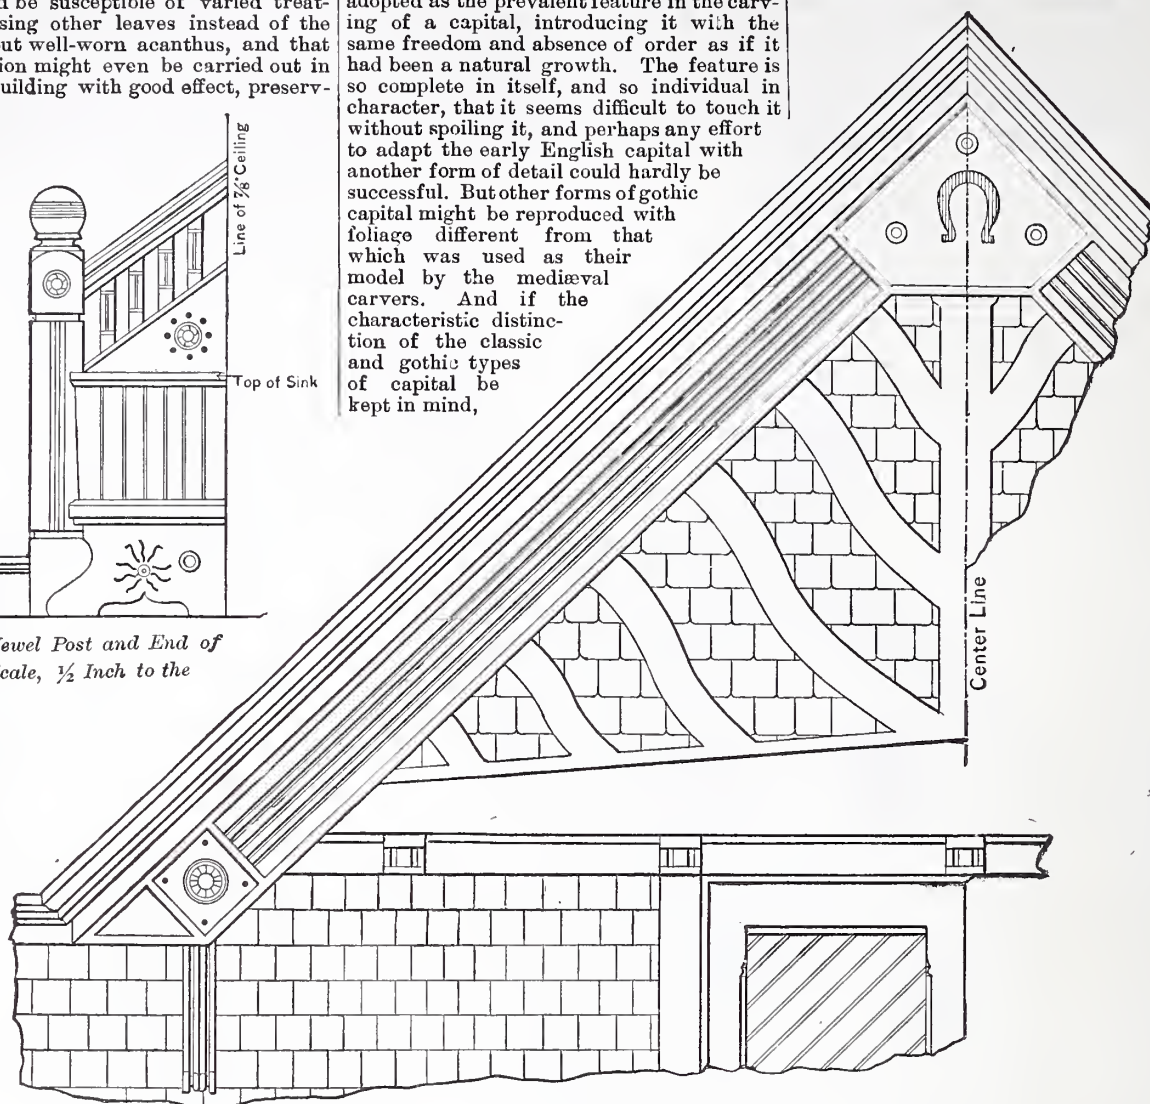 be susceptible of varied treat-
sing other leaves instead of the
ut well-worn acanthus, and that
ion might even be carried out in
uilding with good effect, preserv-
adopted as the prevalent feature in the carv-
ing of a capital, introducing it with the
same freedom and absence of order as if it
had been a natural growth. The feature is
so complete in itself, and so individual in
character, that it seems difficult to touch it
without spoiling it, and perhaps any effort
to adapt the early English capital with
another form of detail could hardly be
successful. But other forms of gothic
capital might be reproduced with
foliage different from that
which was used as their
model by the mediæval
carvers. And if the
characteristic distinc-
tion of the classic
and gothic types
of capital be
kept in mind,
Line of ⅞" Ceiling
Top of Sink
ewel Post and End of
cale, ½ Inch to the
Center Line